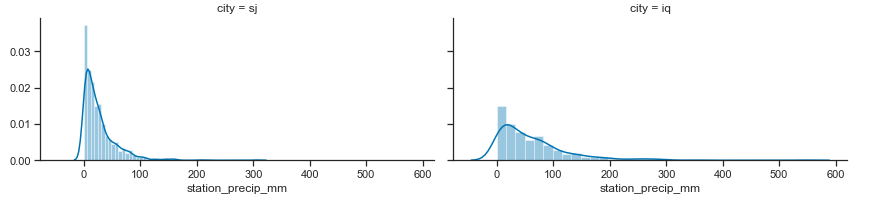 city = sj
city = iq
0.03
0.02
0.01
0.00
0 100 200 300 400 500 600
0 100 200 300 400 500 600
station_precip_mm
station_precip_mm